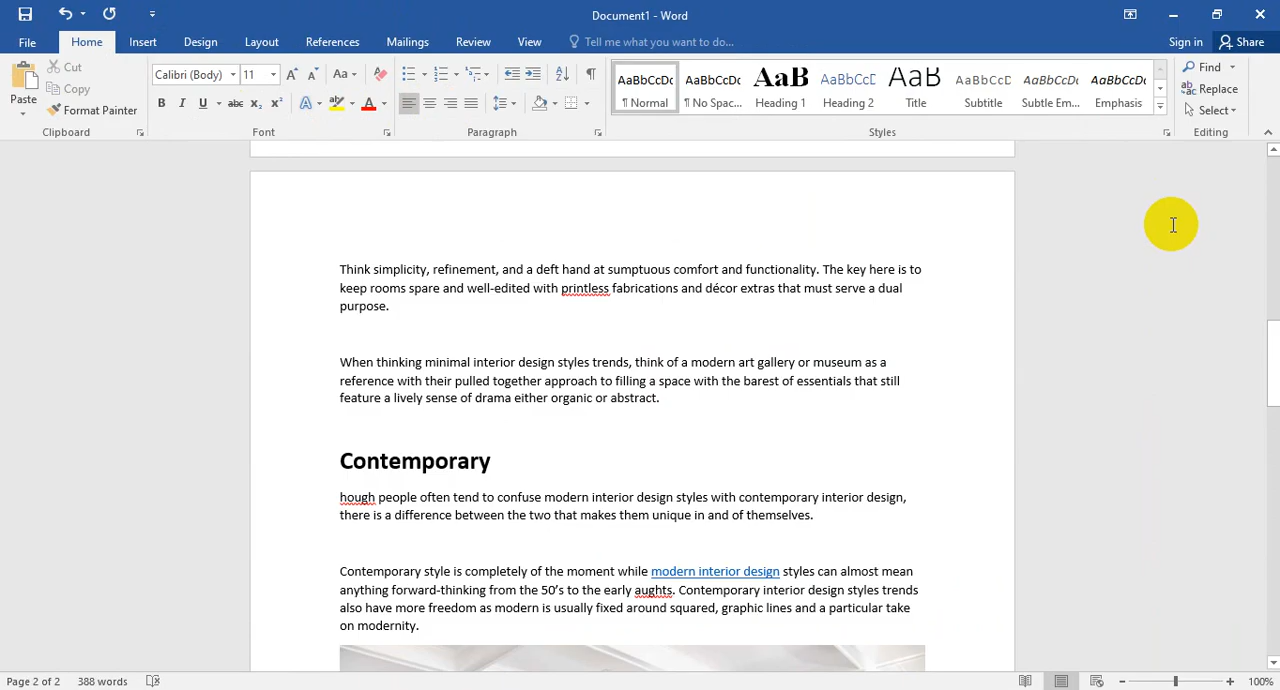 Document1 - Word
File Home Insert Design Layout References Mailings Review View Tell me what you want to do... Sign in Share
Cut
Copy
Paste
Format Painter
Clipboard
Calibri (Body) 11
Aa
B I U abc x₂ x² A A
Font
Paragraph
AaBbCcDc AaBbCcDc AaB AaBbCcD AaB AaBbCcD AaBbCcDc AaBbCcDc
¶ Normal ¶ No Spac... Heading 1 Heading 2 Title Subtitle Subtle Em... Emphasis
Styles
Find
Replace
Select
Editing
Think simplicity, refinement, and a deft hand at sumptuous comfort and functionality. The key here is to
keep rooms spare and well-edited with printless fabrications and décor extras that must serve a dual
purpose.
When thinking minimal interior design styles trends, think of a modern art gallery or museum as a
reference with their pulled together approach to filling a space with the barest of essentials that still
feature a lively sense of drama either organic or abstract.
Contemporary
hough people often tend to confuse modern interior design styles with contemporary interior design,
there is a difference between the two that makes them unique in and of themselves.
Contemporary style is completely of the moment while modern interior design styles can almost mean
anything forward-thinking from the 50's to the early aughts. Contemporary interior design styles trends
also have more freedom as modern is usually fixed around squared, graphic lines and a particular take
on modernity.
Page 2 of 2 388 words 100%